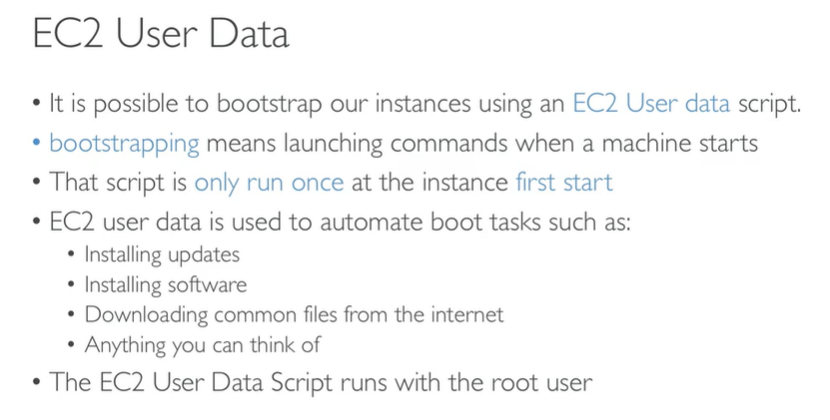 EC2 User Data
• It is possible to bootstrap our instances using an EC2 User data script.
• bootstrapping means launching commands when a machine starts
• That script is only run once at the instance first start
• EC2 user data is used to automate boot tasks such as:
• Installing updates
• Installing software
• Downloading common files from the internet
• Anything you can think of
• The EC2 User Data Script runs with the root user